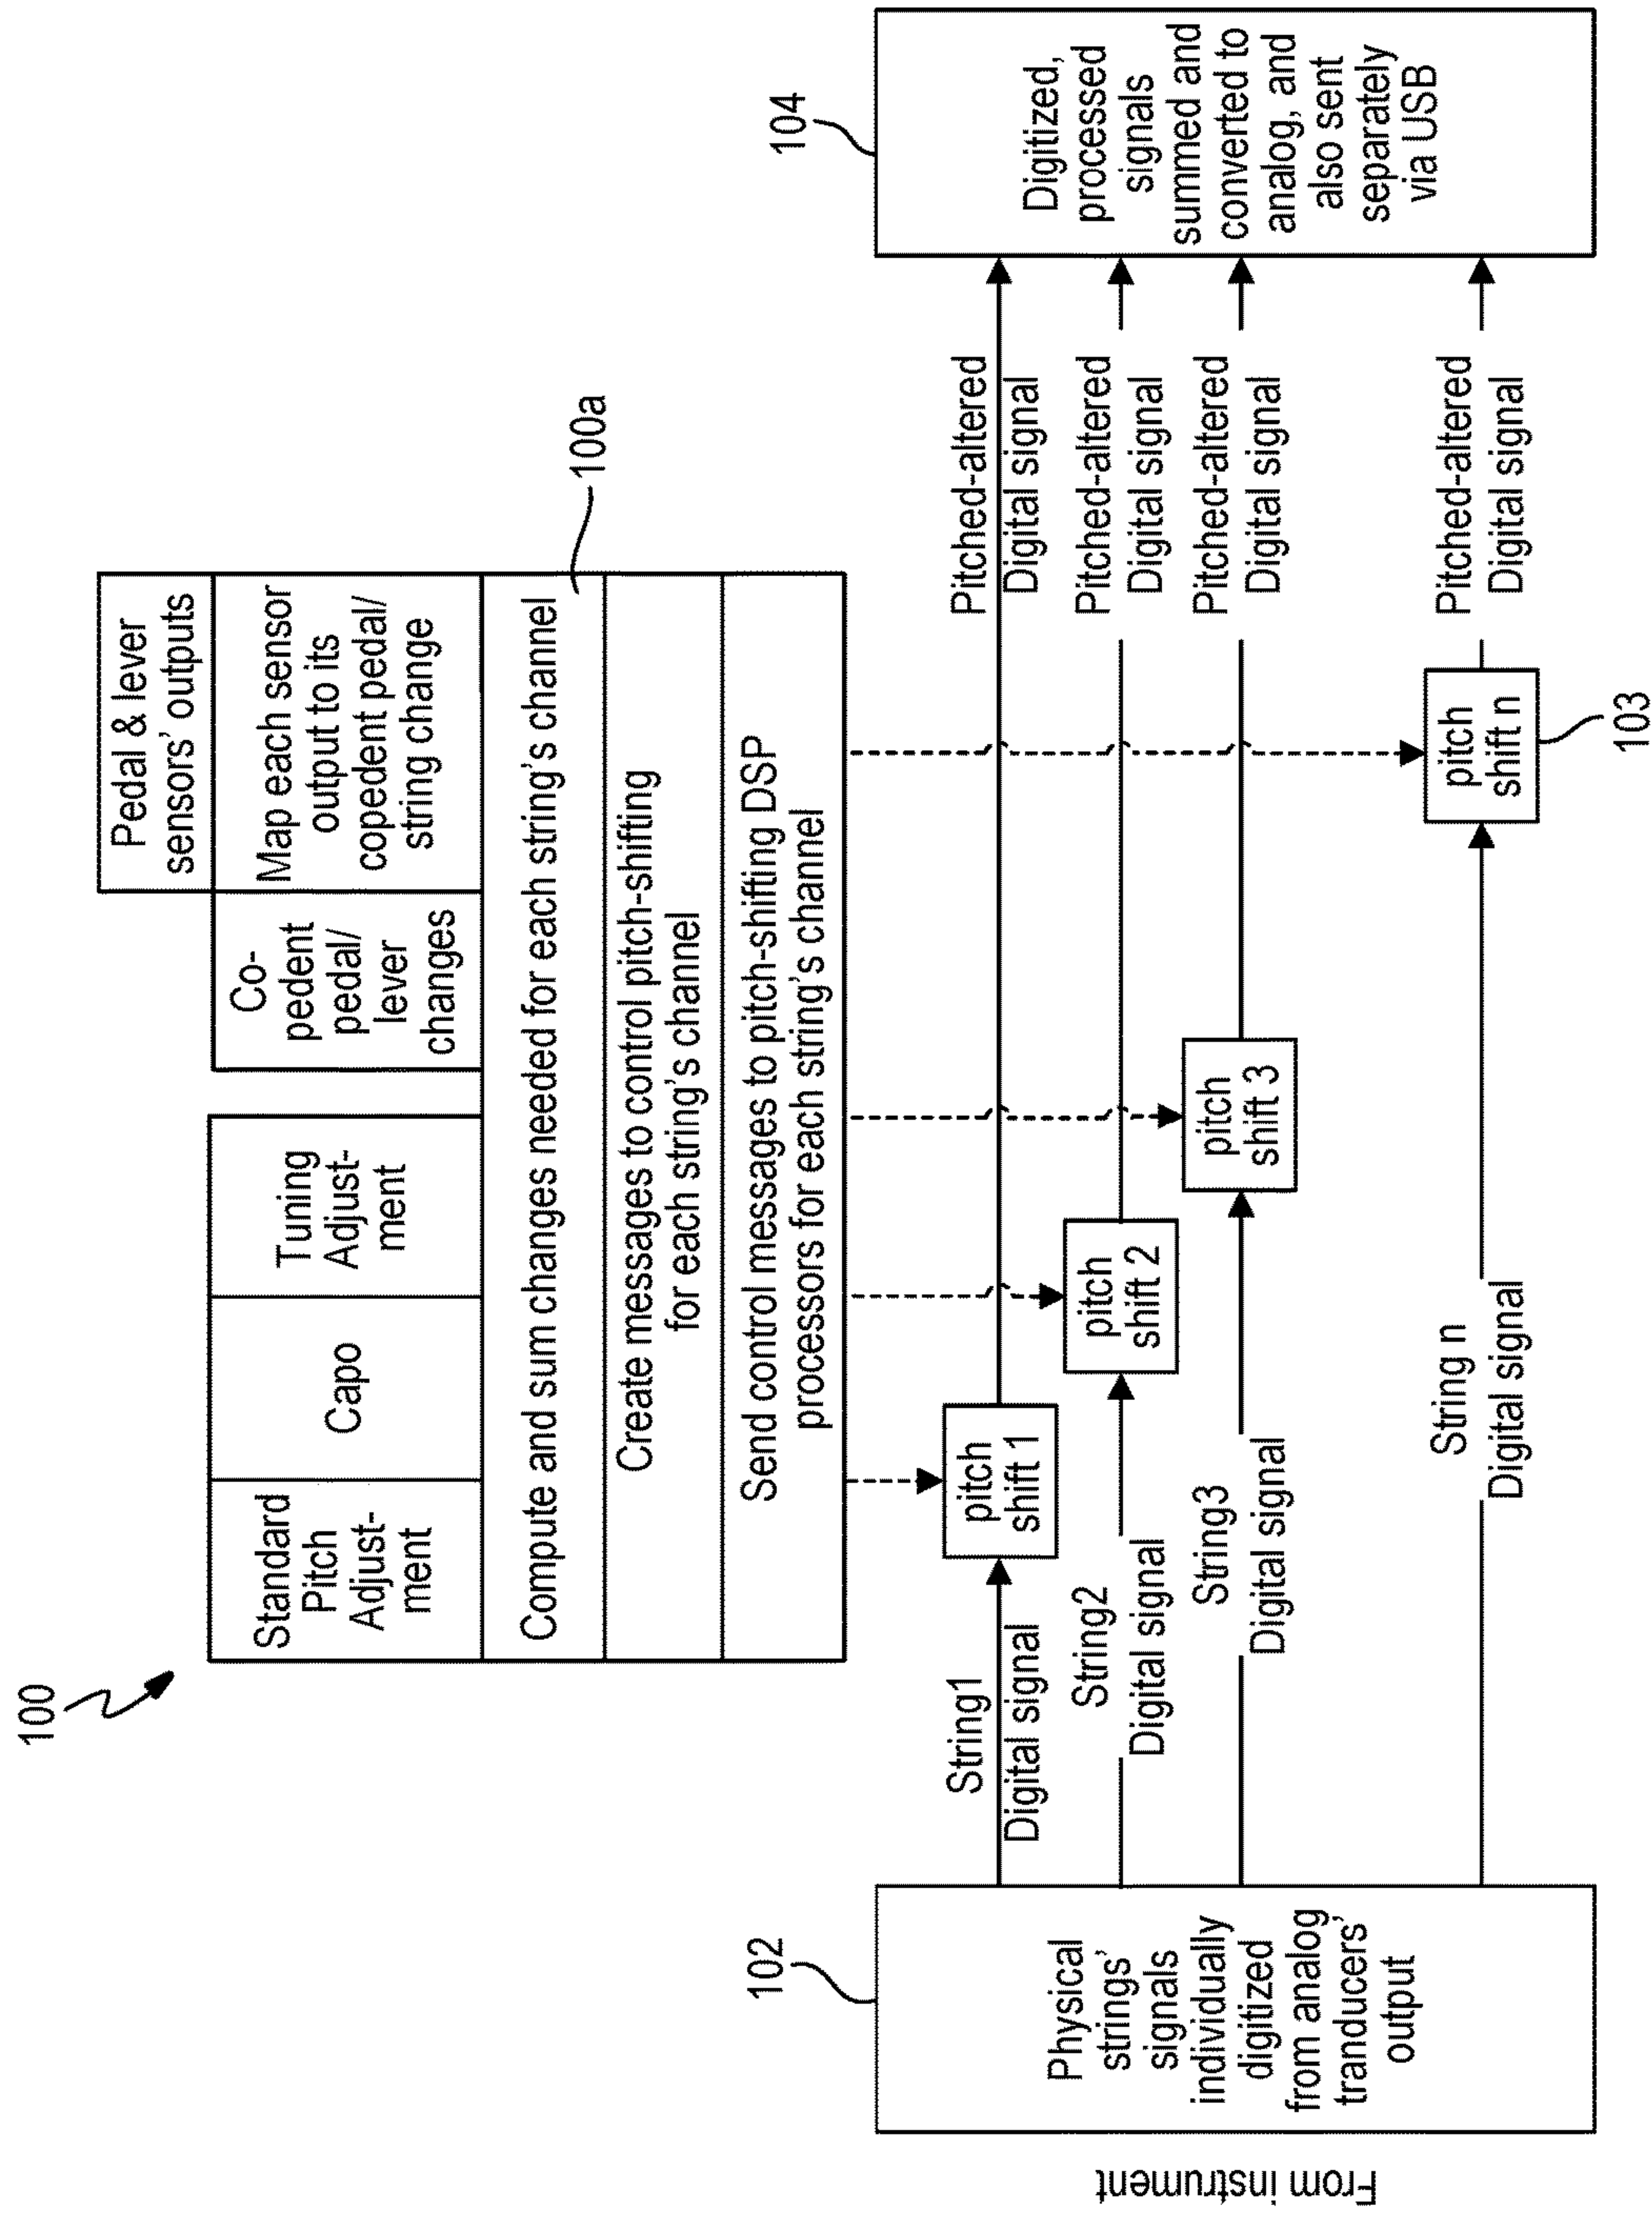 100
Pedal & lever
sensors' outputs
Standard
Pitch
Adjust-
ment
Capo
Tuning
Adjust-
ment
Co-
pedent
pedal/
lever
changes
Map each sensor
output to its
copedent pedal/
string change
Compute and sum changes needed for each string's channel
100a
Create messages to control pitch-shifting
for each string's channel
Send control messages to pitch-shifting DSP
processors for each string's channel
102
Physical
strings'
signals
individually
digitized
from analog
tranducers'
output
From instrument
String1
Digital signal
pitch
shift 1
Pitched-altered
Digital signal
String2
Digital signal
pitch
shift 2
Pitched-altered
Digital signal
String3
Digital signal
pitch
shift 3
Pitched-altered
Digital signal
String n
Digital signal
pitch
shift n
103
Pitched-altered
Digital signal
104
Digitized,
processed
signals
summed and
converted to
analog, and
also sent
separately
via USB